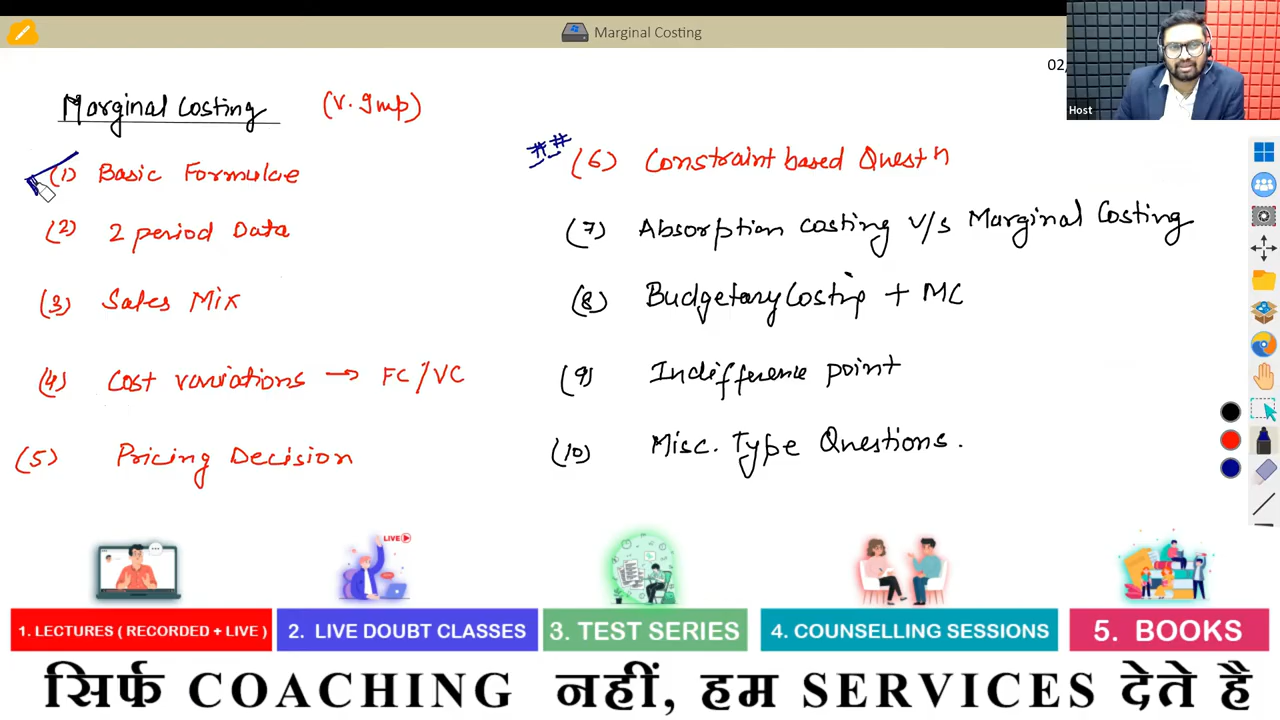 Marginal Costing
02/
Host
Marginal Costing (V. Imp)
(1) Basic Formulae
(2) 2 period Data
(3) Sales Mix
(4) Cost variations → FC/VC
(5) Pricing Decision
## (6) Constraint based Questn
(7) Absorption costing v/s Marginal Costing
(8) Budgetary Costing + MC
(9) Indifference point
(10) Misc. Type Questions.
LIVE
1. LECTURES ( RECORDED + LIVE )
2. LIVE DOUBT CLASSES
3. TEST SERIES
4. COUNSELLING SESSIONS
5. BOOKS
सिर्फ COACHING नहीं, हम SERVICES देते है